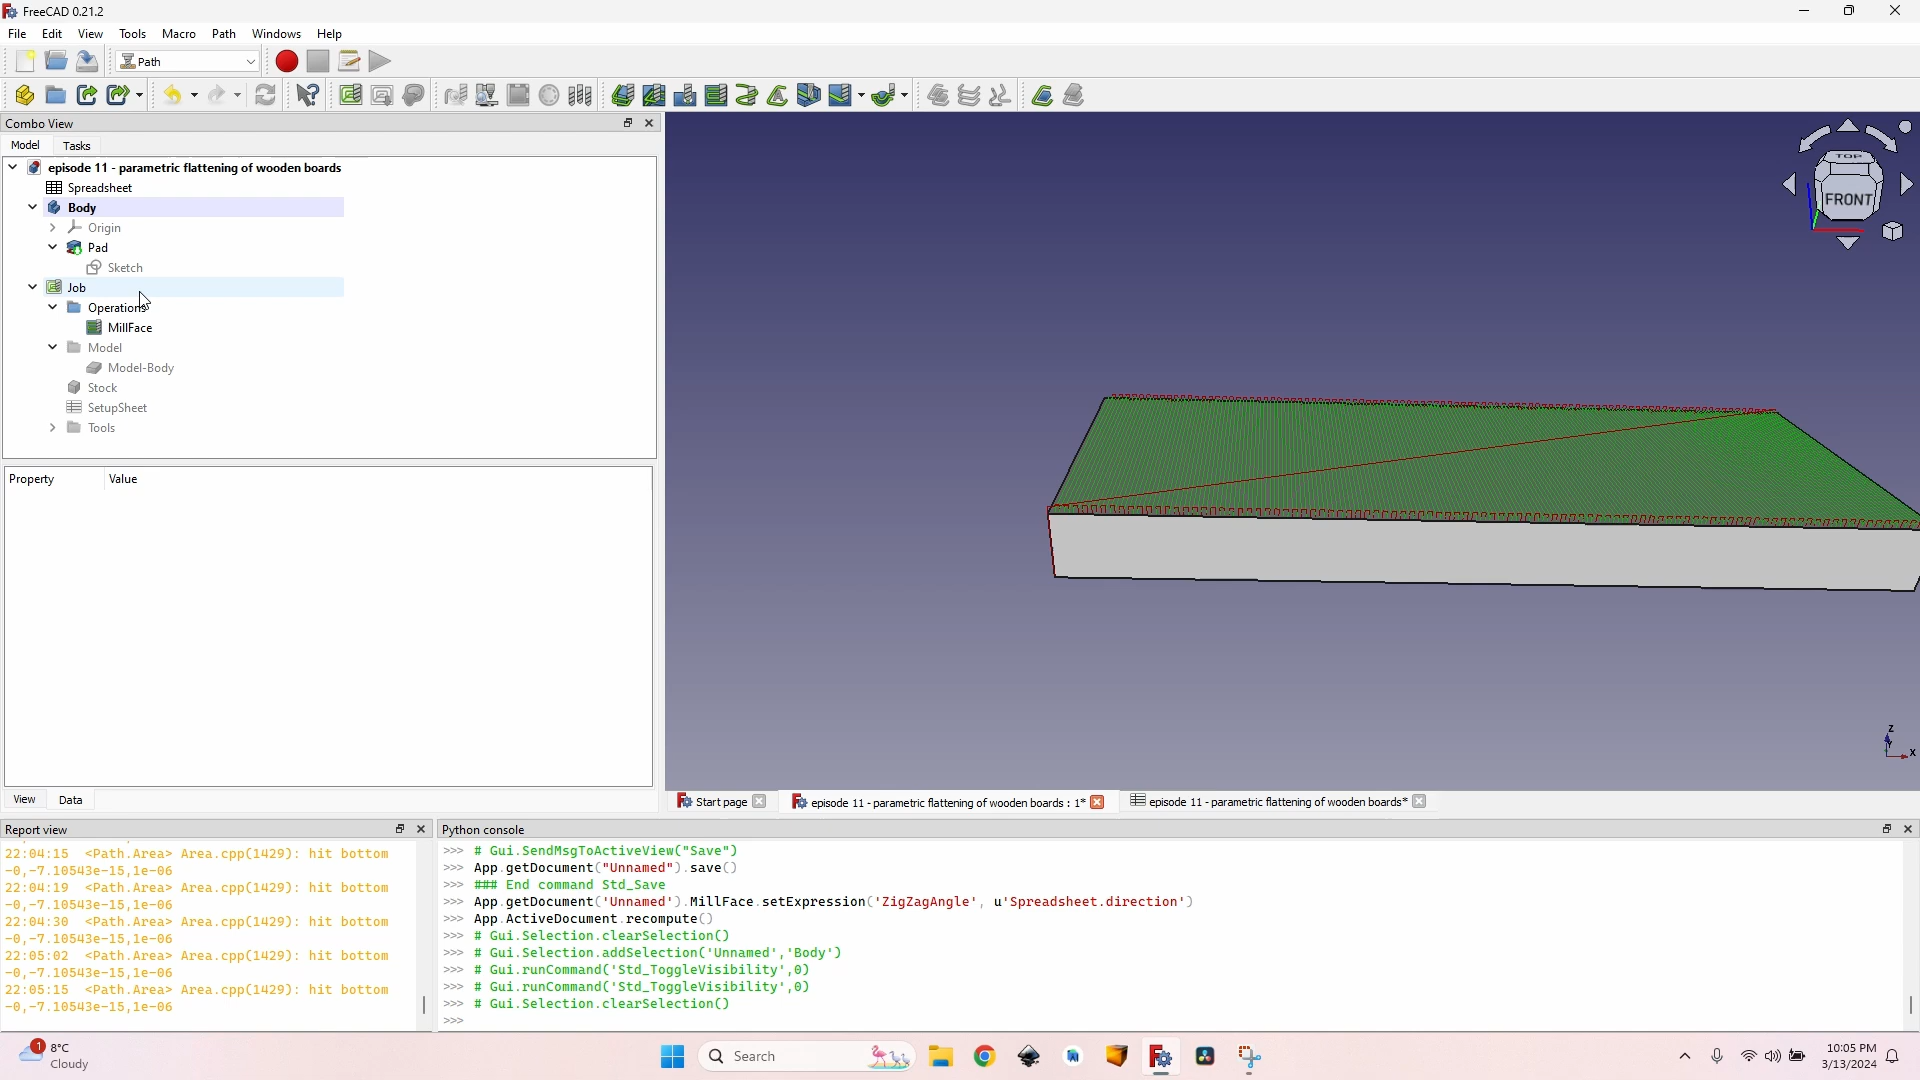 FreeCAD 0.21.2
File Edit View Tools Macro Path Windows Help
Path
Combo View
Model Tasks
episode 11 - parametric flattening of wooden boards
Spreadsheet
Body
Origin
Pad
Sketch
Job
Operations
MillFace
Model
Model-Body
Stock
SetupSheet
Tools
Property Value
TOP
FRONT
Z
X
View Data
Start page episode 11 - parametric flattening of wooden boards : 1* episode 11 - parametric flattening of wooden boards*
Report view
22:04:15 <Path.Area> Area.cpp(1429): hit bottom
-0,-7.10543e-15,1e-06
22:04:19 <Path.Area> Area.cpp(1429): hit bottom
-0,-7.10543e-15,1e-06
22:04:30 <Path.Area> Area.cpp(1429): hit bottom
-0,-7.10543e-15,1e-06
22:05:02 <Path.Area> Area.cpp(1429): hit bottom
-0,-7.10543e-15,1e-06
22:05:15 <Path.Area> Area.cpp(1429): hit bottom
-0,-7.10543e-15,1e-06
Python console
>>> # Gui.SendMsgToActiveView("Save")
>>> App.getDocument("Unnamed").save()
>>> ### End command Std_Save
>>> App.getDocument('Unnamed').MillFace.setExpression('ZigZagAngle', u'Spreadsheet.direction')
>>> App.ActiveDocument.recompute()
>>> # Gui.Selection.clearSelection()
>>> # Gui.Selection.addSelection('Unnamed','Body')
>>> # Gui.runCommand('Std_ToggleVisibility',0)
>>> # Gui.runCommand('Std_ToggleVisibility',0)
>>> # Gui.Selection.clearSelection()
>>>
1
8°C
Cloudy
Search
10:05 PM
3/13/2024